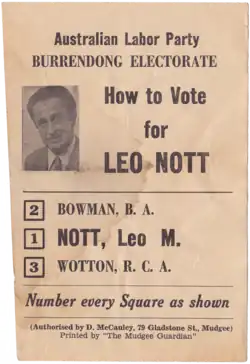 Australian Labor Party
BURRENDONG ELECTORATE
How to Vote
for
LEO NOTT
2 BOWMAN, B. A.
1 NOTT, Leo M.
3 WOTTON, R. C. A.
Number every Square as shown
(Authorised by D. McCauley, 79 Gladstone St., Mudgee)
Printed by "The Mudgee Guardian"